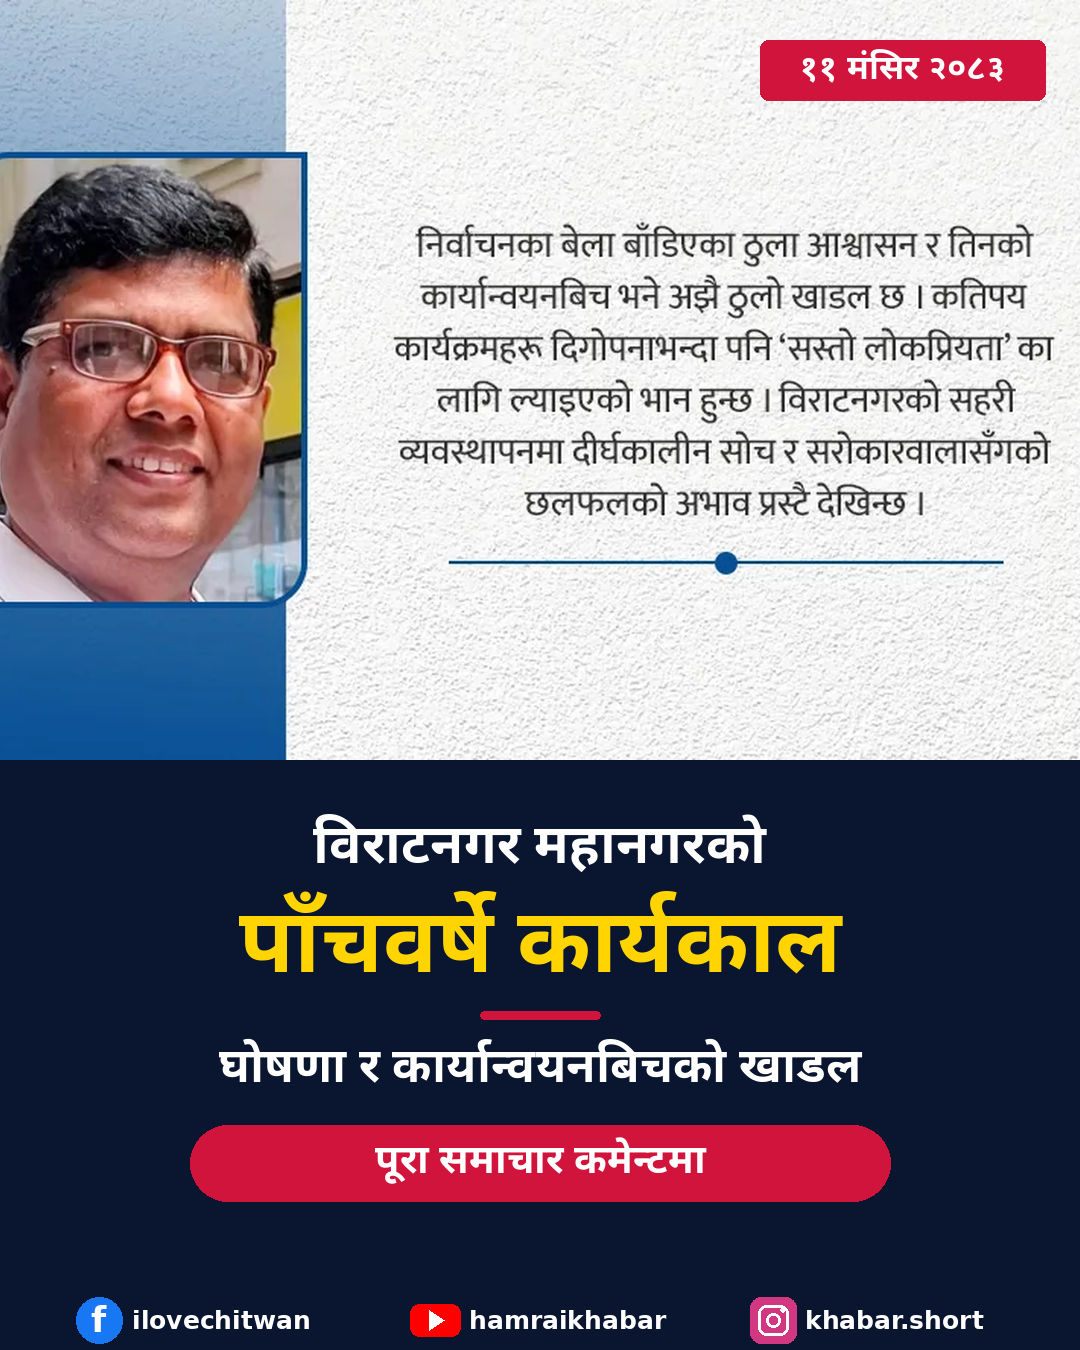 ११ मंसिर २०८३
निर्वाचनका बेला बाँडिएका ठुला आश्वासन र तिनको
कार्यान्वयनबिच भने अझै ठुलो खाडल छ । कतिपय
कार्यक्रमहरू दिगोपनाभन्दा पनि ‘सस्तो लोकप्रियता’ का
लागि ल्याइएको भान हुन्छ । विराटनगरको सहरी
व्यवस्थापनमा दीर्घकालीन सोच र सरोकारवालासँगको
छलफलको अभाव प्रस्टै देखिन्छ ।
विराटनगर महानगरको
पाँचवर्षे कार्यकाल
घोषणा र कार्यान्वयनबिचको खाडल
पूरा समाचार कमेन्टमा
ilovechitwan hamraikhabar khabar.short